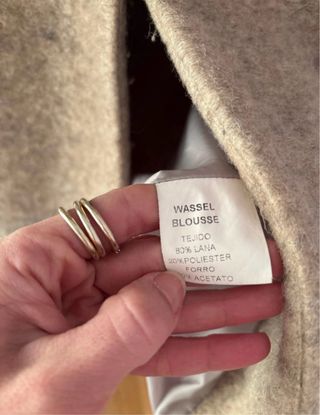 WASSEL
BLOUSSE
TEJIDO
80% LANA
20% POLIESTER
FORRO
ACETATO